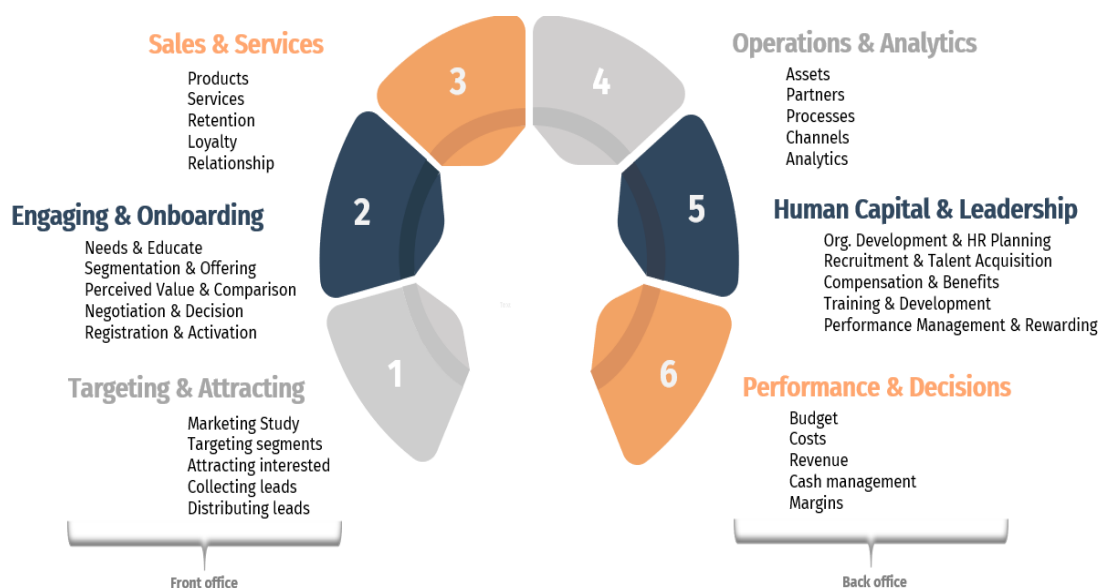 Sales & Services
Products
Services
Retention
Loyalty
Relationship
3
4
Operations & Analytics
Assets
Partners
Processes
Channels
Analytics
Engaging & Onboarding
Needs & Educate
Segmentation & Offering
Perceived Value & Comparison
Negotiation & Decision
Registration & Activation
2
5
Human Capital & Leadership
Org. Development & HR Planning
Recruitment & Talent Acquisition
Compensation & Benefits
Training & Development
Performance Management & Rewarding
Targeting & Attracting
Marketing Study
Targeting segments
Attracting interested
Collecting leads
Distributing leads
1
6
Performance & Decisions
Budget
Costs
Revenue
Cash management
Margins
Front office
Back office